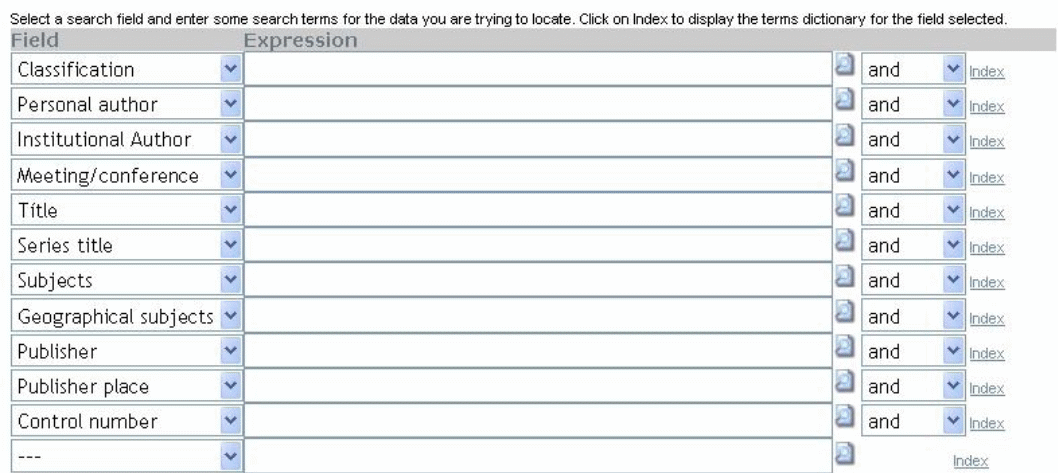 Select a search field and enter some search terms for the data you are trying to locate. Click on Index to display the terms dictionary for the field selected.
Field Expression
Classification and Index
Personal author and Index
Institutional Author and Index
Meeting/conference and Index
Títle and Index
Series title and Index
Subjects and Index
Geographical subjects and Index
Publisher and Index
Publisher place and Index
Control number and Index
--- Index